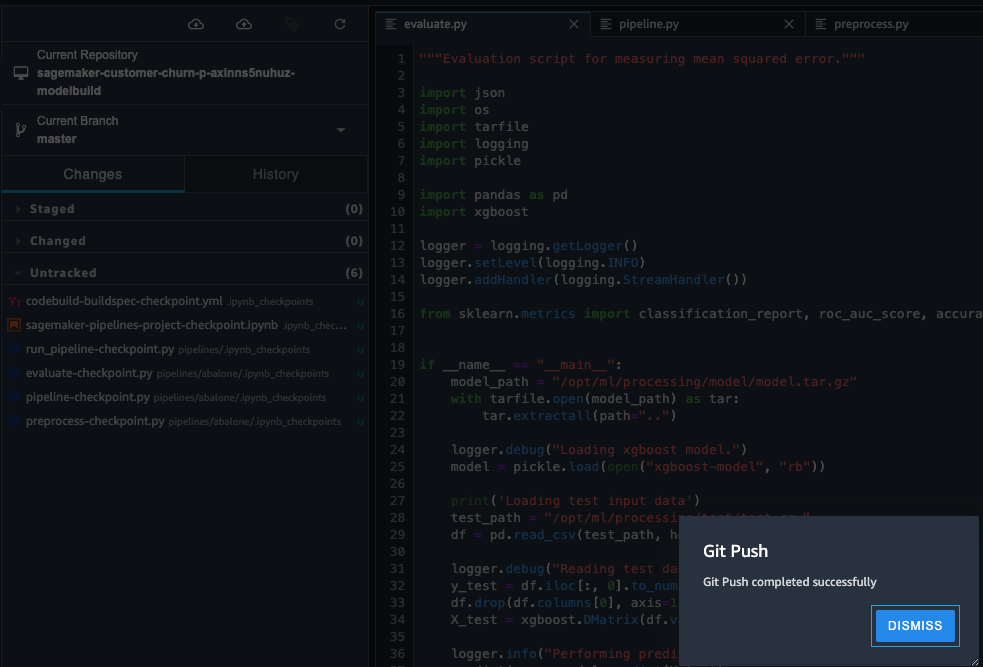 Current Repository
sagemaker-customer-churn-p-axinns5nuhuz-
modelbuild
Current Branch
master
Changes
History
Staged (0)
Changed (0)
Untracked (6)
Y: codebuild-buildspec-checkpoint.yml .ipynb_checkpoints U
sagemaker-pipelines-project-checkpoint.ipynb .ipynb_chec... U
run_pipeline-checkpoint.py pipelines/.ipynb_checkpoints U
evaluate-checkpoint.py pipelines/abalone/.ipynb_checkpoints U
pipeline-checkpoint.py pipelines/abalone/.ipynb_checkpoints U
preprocess-checkpoint.py pipelines/abalone/.ipynb_checkpoints U
evaluate.py
pipeline.py
preprocess.py
1 """Evaluation script for measuring mean squared error."""
2
3 import json
4 import os
5 import tarfile
6 import logging
7 import pickle
8
9 import pandas as pd
10 import xgboost
11
12 logger = logging.getLogger()
13 logger.setLevel(logging.INFO)
14 logger.addHandler(logging.StreamHandler())
15
16 from sklearn.metrics import classification_report, roc_auc_score, accura
17
18
19 if __name__ == "__main__":
20 model_path = "/opt/ml/processing/model/model.tar.gz"
21 with tarfile.open(model_path) as tar:
22 tar.extractall(path="..")
23
24 logger.debug("Loading xgboost model.")
25 model = pickle.load(open("xgboost-model", "rb"))
26
27 print('Loading test input data')
28 test_path = "/opt/ml/processing/test/test.csv"
29 df = pd.read_csv(test_path, he
30
31 logger.debug("Reading test da
32 y_test = df.iloc[:, 0].to_num
33 df.drop(df.columns[0], axis=1
34 X_test = xgboost.DMatrix(df.v
35
36 logger.info("Performing predi
Git Push
Git Push completed successfully
DISMISS